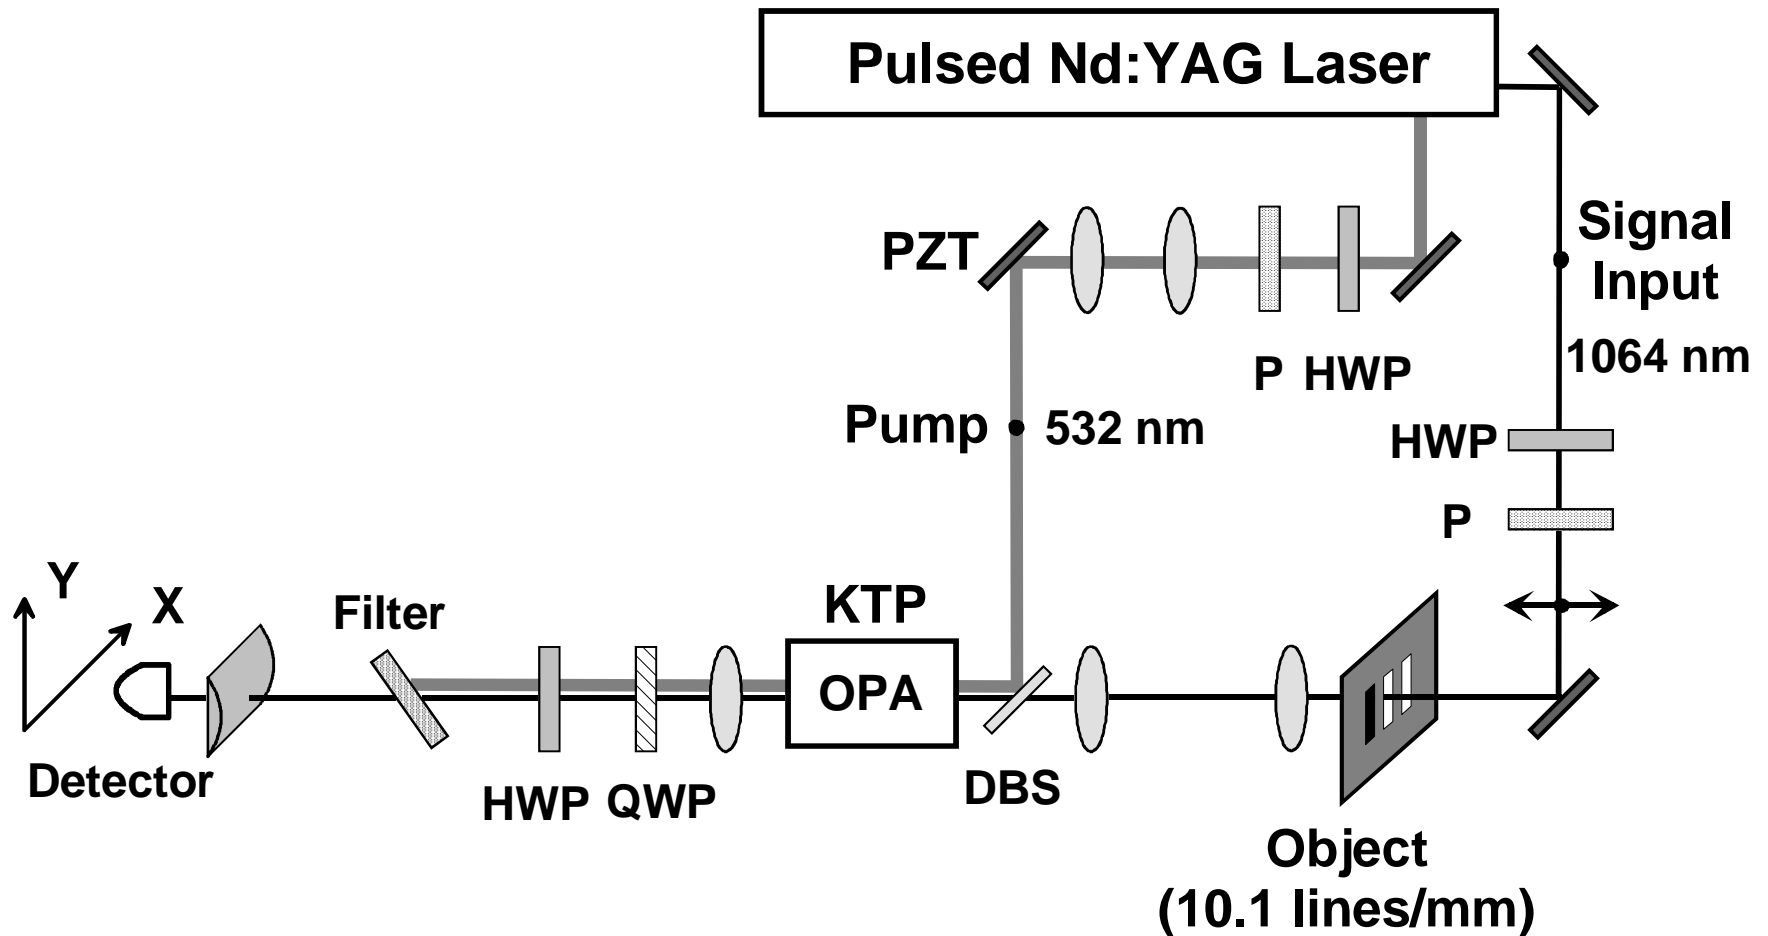 Pulsed Nd:YAG Laser
PZT
Signal
Input
1064 nm
P HWP
Pump
532 nm
HWP
P
Y
X
Filter
KTP
OPA
Detector
HWP QWP
DBS
Object
(10.1 lines/mm)